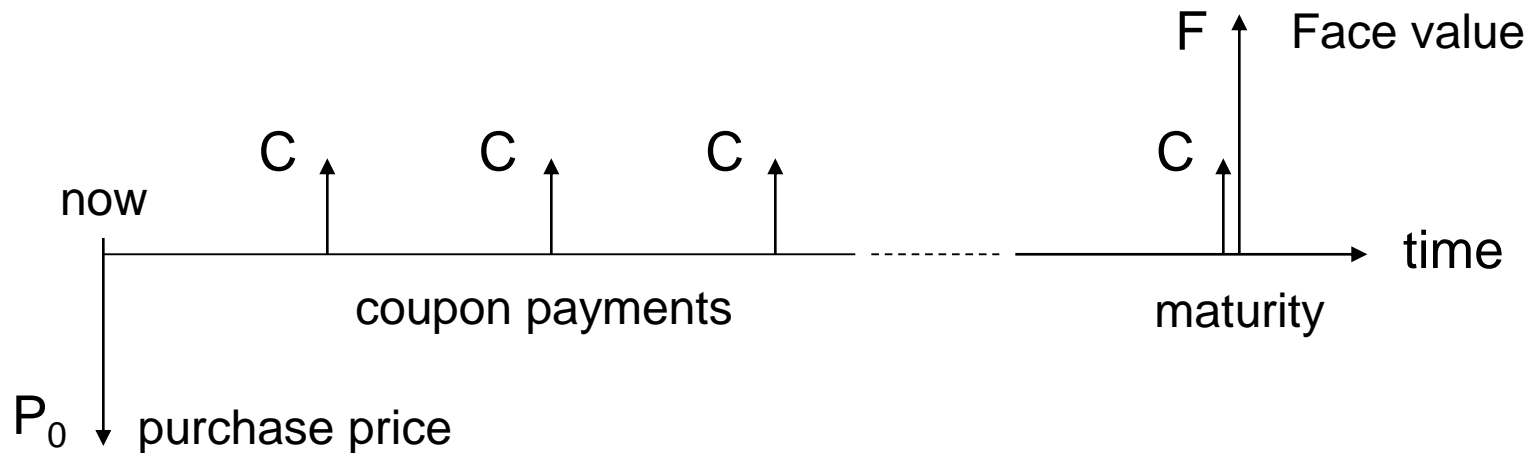 F Face value
C C C C
now
time
coupon payments maturity
P₀ purchase price